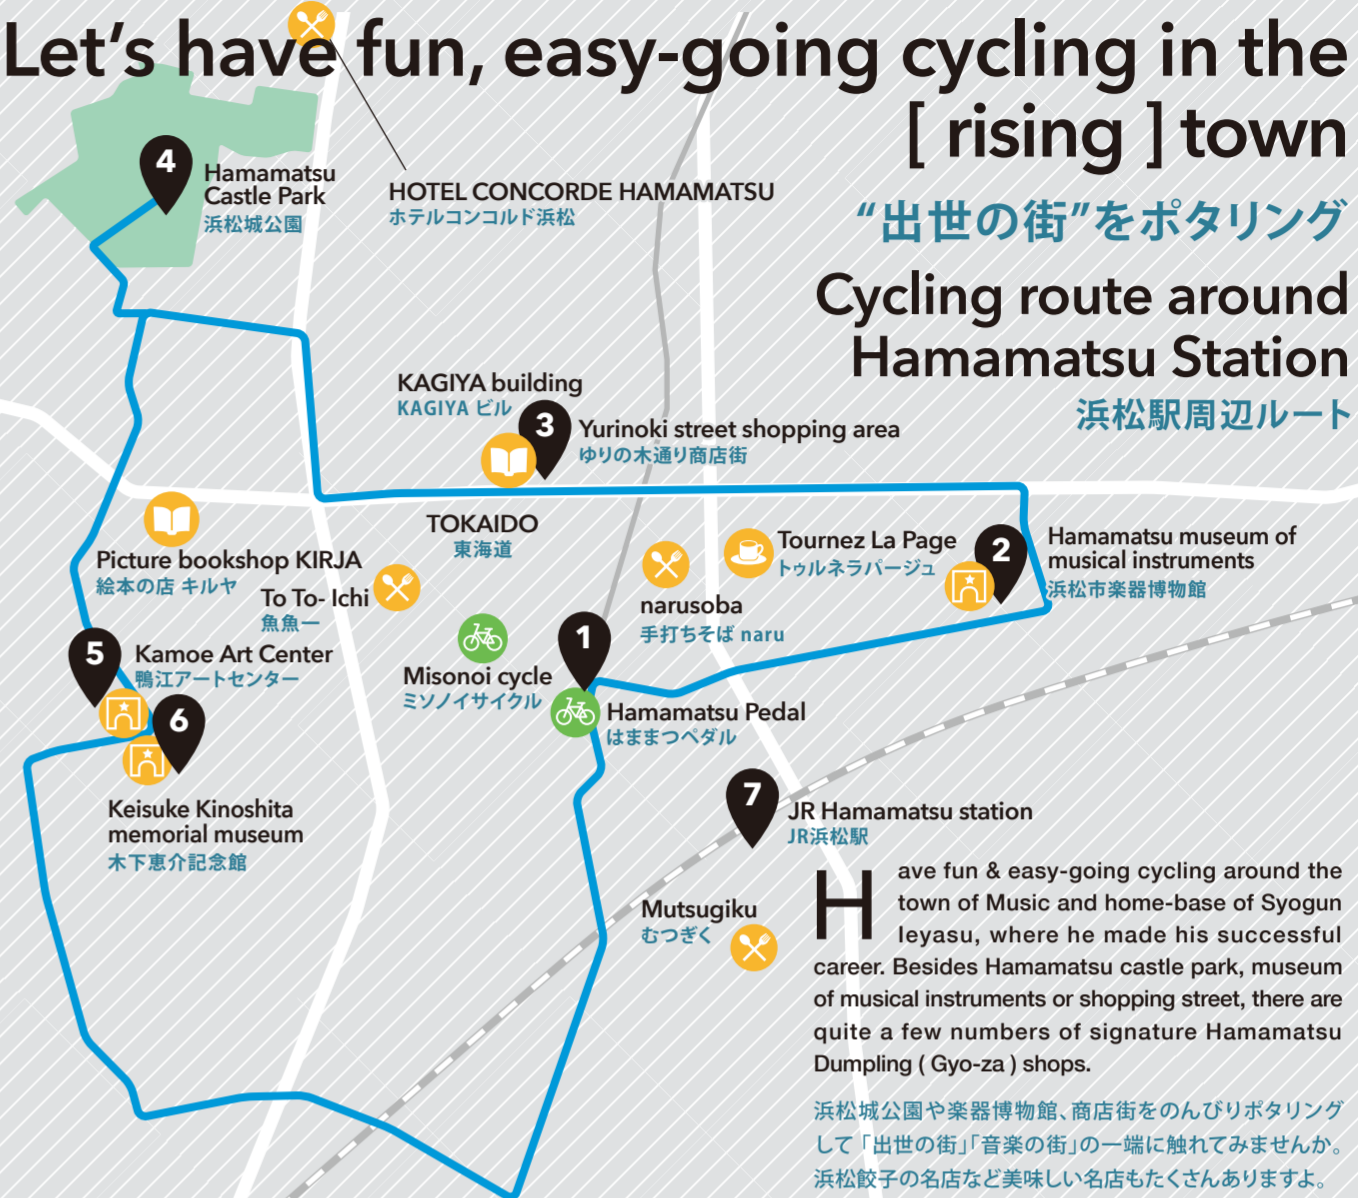 Let's have fun, easy-going cycling in the
[ rising ] town
“出世の街”をポタリング
Cycling route around
Hamamatsu Station
浜松駅周辺ルート
4
Hamamatsu
Castle Park
浜松城公園
HOTEL CONCORDE HAMAMATSU
ホテルコンコルド浜松
KAGIYA building
KAGIYA ビル
3
Yurinoki street shopping area
ゆりの木通り商店街
TOKAIDO
東海道
Picture bookshop KIRJA
絵本の店 キルヤ
To To- Ichi
魚魚一
Tournez La Page
トゥルネラパージュ
2
Hamamatsu museum of
musical instruments
浜松市楽器博物館
narusoba
手打ちそば naru
5
Kamoe Art Center
鴨江アートセンター
Misonoi cycle
ミソノイサイクル
1
Hamamatsu Pedal
はままつペダル
6
Keisuke Kinoshita
memorial museum
木下恵介記念館
7
JR Hamamatsu station
JR浜松駅
Mutsugiku
むつぎく
Have fun & easy-going cycling around the
town of Music and home-base of Syogun
Ieyasu, where he made his successful
career. Besides Hamamatsu castle park, museum
of musical instruments or shopping street, there are
quite a few numbers of signature Hamamatsu
Dumpling ( Gyo-za ) shops.
浜松城公園や楽器博物館、商店街をのんびりポタリング
して「出世の街」「音楽の街」の一端に触れてみませんか。
浜松餃子の名店など美味しい名店もたくさんありますよ。